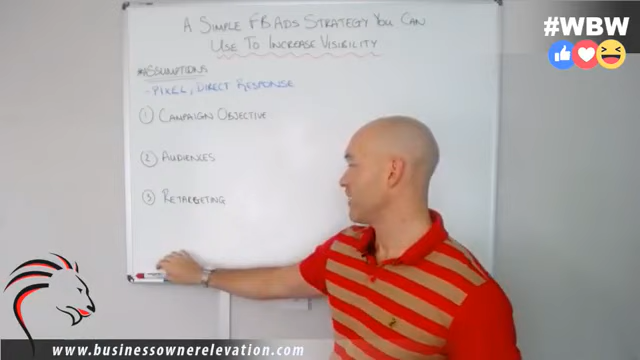 A SIMPLE FB ADS STRATEGY YOU CAN
USE TO INCREASE VISIBILITY
#WBW
*ASSUMPTIONS
- PIXEL, DIRECT RESPONSE
① CAMPAIGN OBJECTIVE
② AUDIENCES
③ RETARGETING
www.businessownerelevation.com